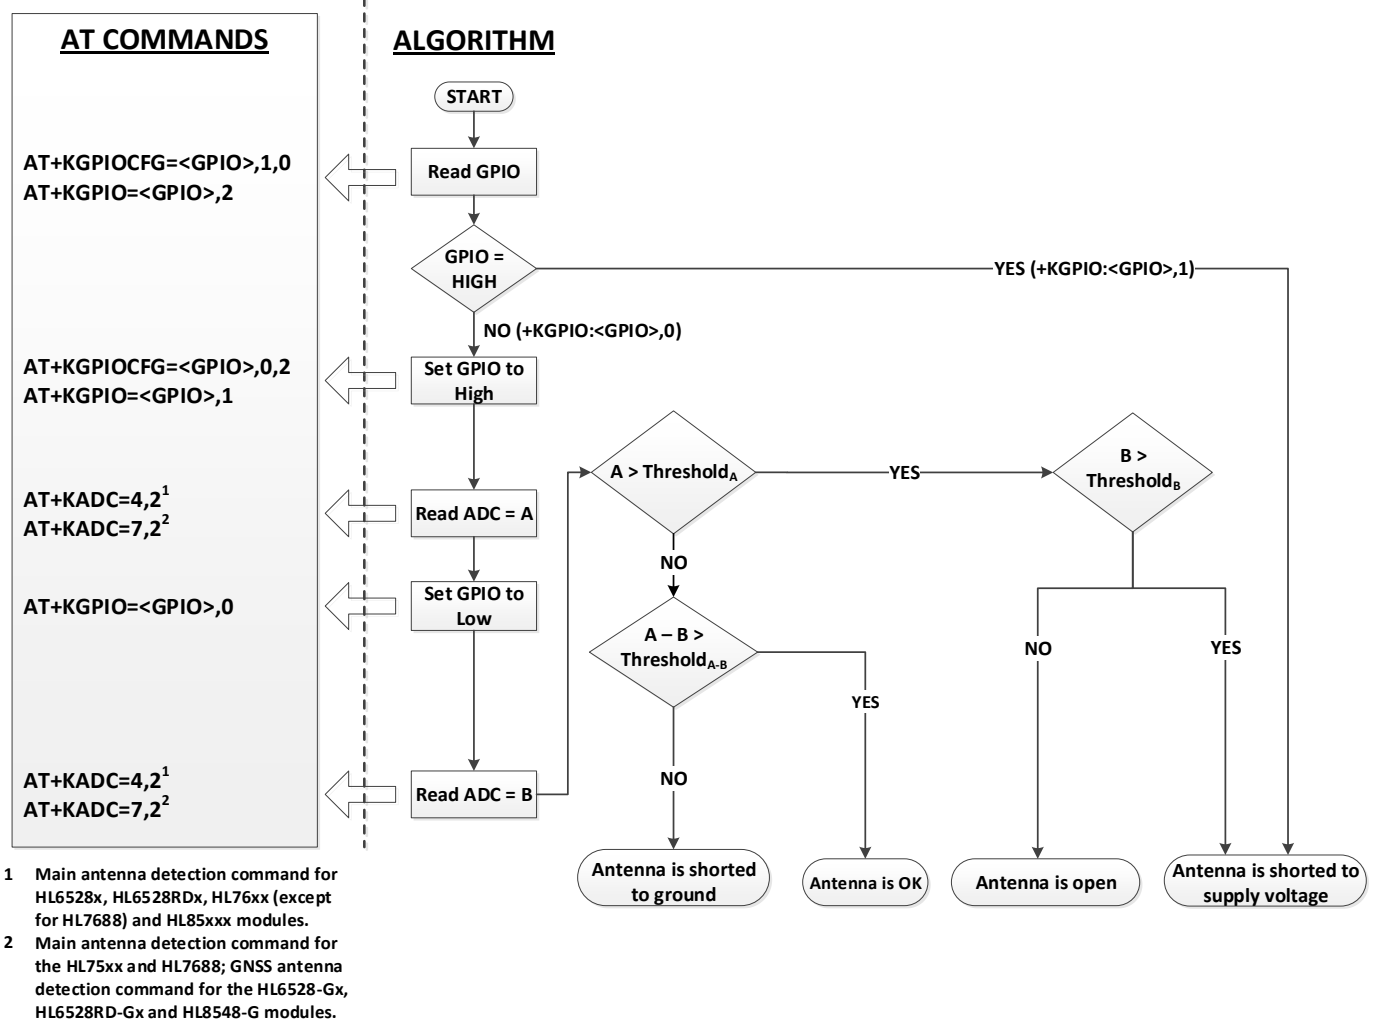 AT COMMANDS
AT+KGPIOCFG=<GPIO>,1,0
AT+KGPIO=<GPIO>,2
AT+KGPIOCFG=<GPIO>,0,2
AT+KGPIO=<GPIO>,1
AT+KADC=4,2¹
AT+KADC=7,2²
AT+KGPIO=<GPIO>,0
AT+KADC=4,2¹
AT+KADC=7,2²
ALGORITHM
START
Read GPIO
GPIO =
HIGH
YES (+KGPIO:<GPIO>,1)
NO (+KGPIO:<GPIO>,0)
Set GPIO to
High
Read ADC = A
Set GPIO to
Low
Read ADC = B
A > ThresholdA
YES
B >
ThresholdB
NO
A – B >
ThresholdA-B
NO
YES
NO
YES
Antenna is shorted
to ground
Antenna is OK
Antenna is open
Antenna is shorted to
supply voltage
1 Main antenna detection command for
HL6528x, HL6528RDx, HL76xx (except
for HL7688) and HL85xxx modules.
2 Main antenna detection command for
the HL75xx and HL7688; GNSS antenna
detection command for the HL6528-Gx,
HL6528RD-Gx and HL8548-G modules.